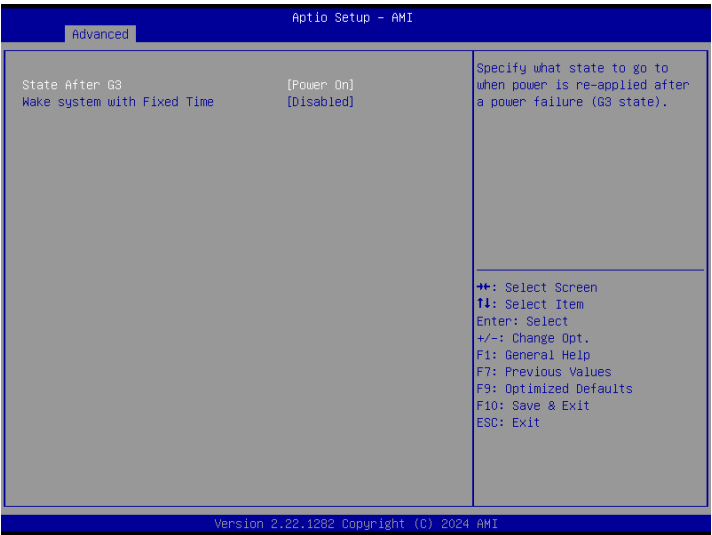 Aptio Setup – AMI
Advanced
State After G3 [Power On]
Wake system with Fixed Time [Disabled]
Specify what state to go to
when power is re-applied after
a power failure (G3 state).
→←: Select Screen
↑↓: Select Item
Enter: Select
+/-: Change Opt.
F1: General Help
F7: Previous Values
F9: Optimized Defaults
F10: Save & Exit
ESC: Exit
Version 2.22.1282 Copyright (C) 2024 AMI